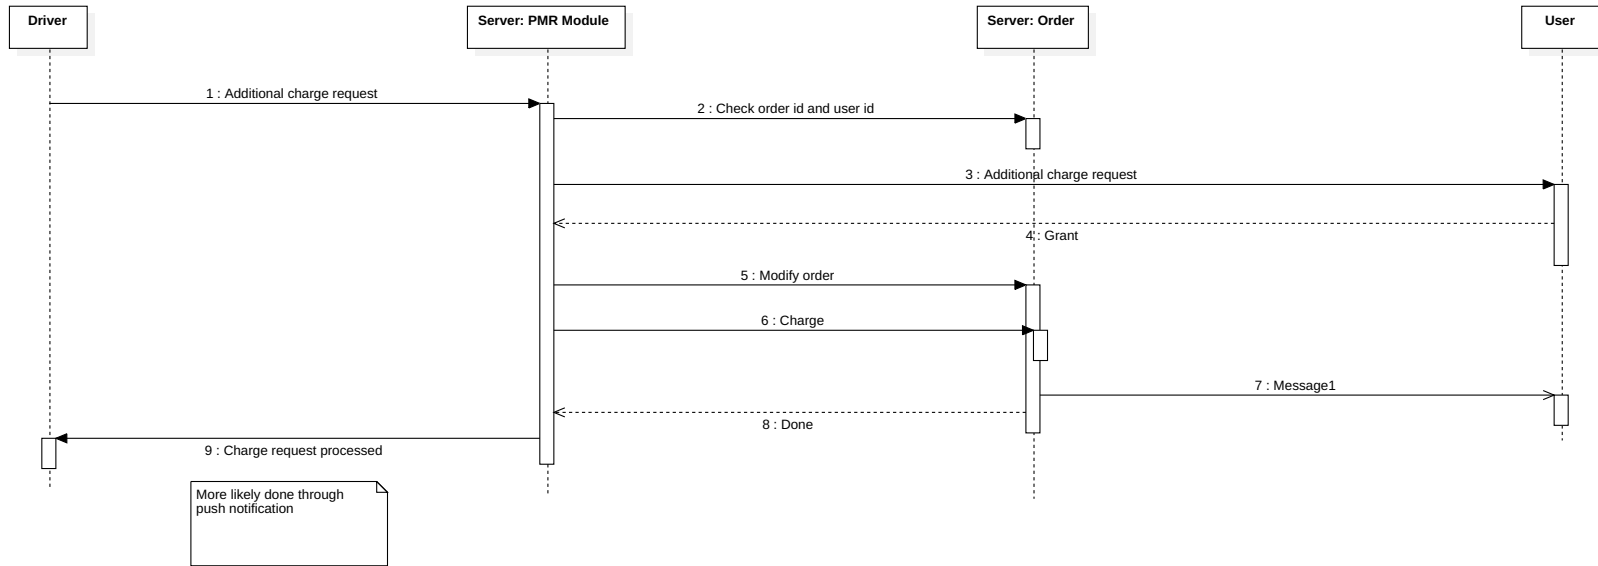 Driver
Server: PMR Module
Server: Order
User
1 : Additional charge request
2 : Check order id and user id
3 : Additional charge request
4 : Grant
5 : Modify order
6 : Charge
7 : Message1
8 : Done
9 : Charge request processed
More likely done through
push notification